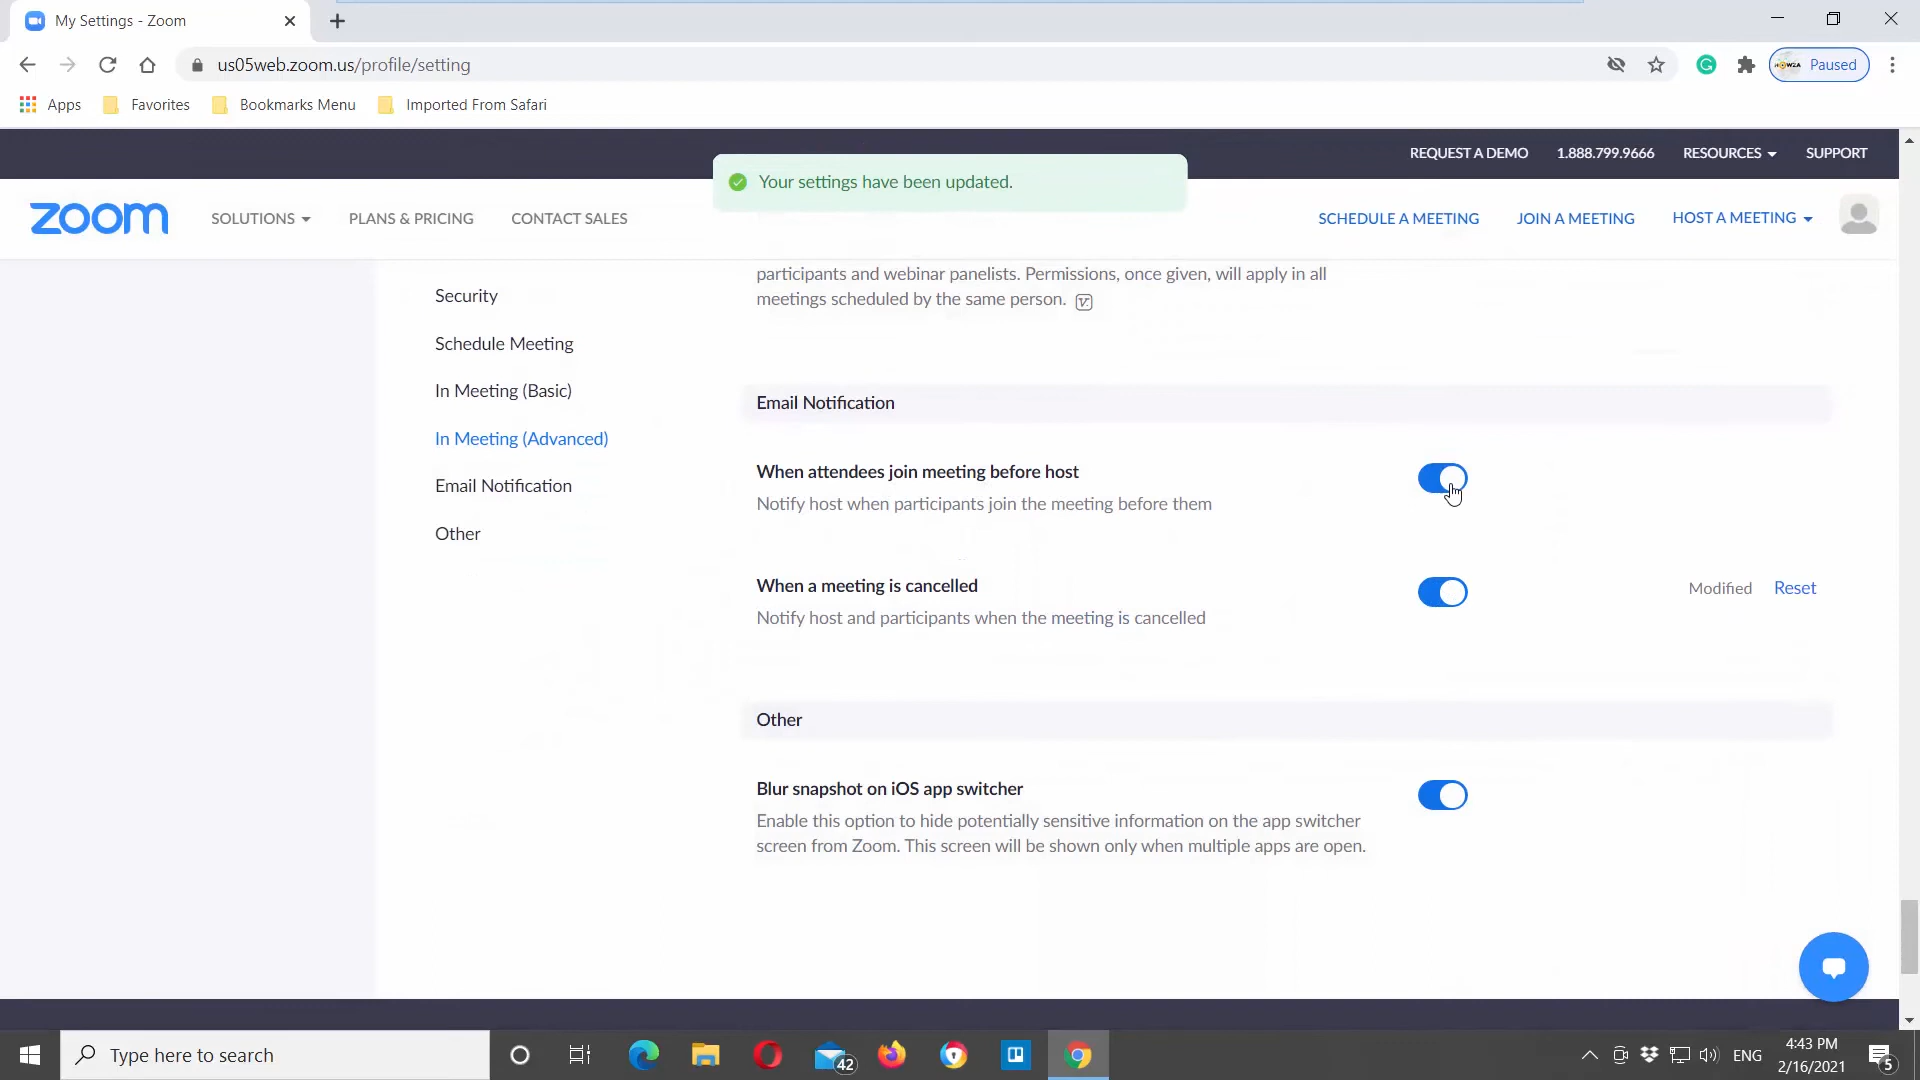 My Settings - Zoom
us05web.zoom.us/profile/setting
Paused
Apps
Favorites
Bookmarks Menu
Imported From Safari
REQUEST A DEMO
1.888.799.9666
RESOURCES
SUPPORT
Your settings have been updated.
zoom
SOLUTIONS
PLANS & PRICING
CONTACT SALES
SCHEDULE A MEETING
JOIN A MEETING
HOST A MEETING
Security
Schedule Meeting
In Meeting (Basic)
In Meeting (Advanced)
Email Notification
Other
participants and webinar panelists. Permissions, once given, will apply in all
meetings scheduled by the same person.
Email Notification
When attendees join meeting before host
Notify host when participants join the meeting before them
When a meeting is cancelled
Modified
Reset
Notify host and participants when the meeting is cancelled
Other
Blur snapshot on iOS app switcher
Enable this option to hide potentially sensitive information on the app switcher
screen from Zoom. This screen will be shown only when multiple apps are open.
Type here to search
42
ENG
4:43 PM
2/16/2021
5